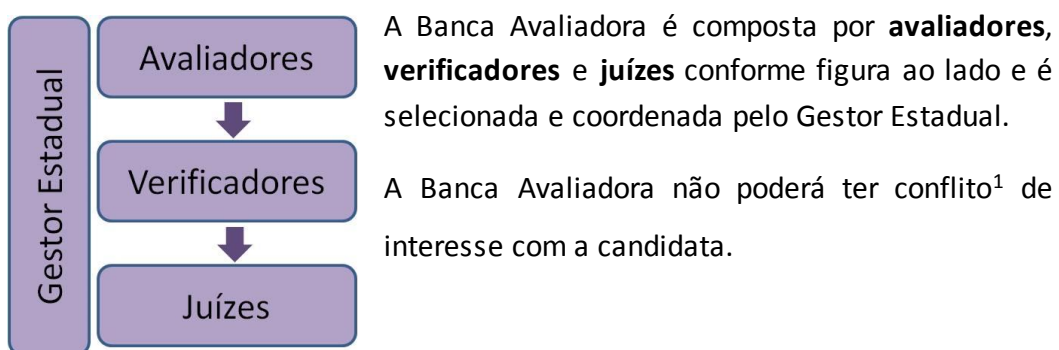 Gestor Estadual
Avaliadores
Verificadores
Juízes
A Banca Avaliadora é composta por avaliadores,
verificadores e juízes conforme figura ao lado e é
selecionada e coordenada pelo Gestor Estadual.
A Banca Avaliadora não poderá ter conflito¹ de
interesse com a candidata.